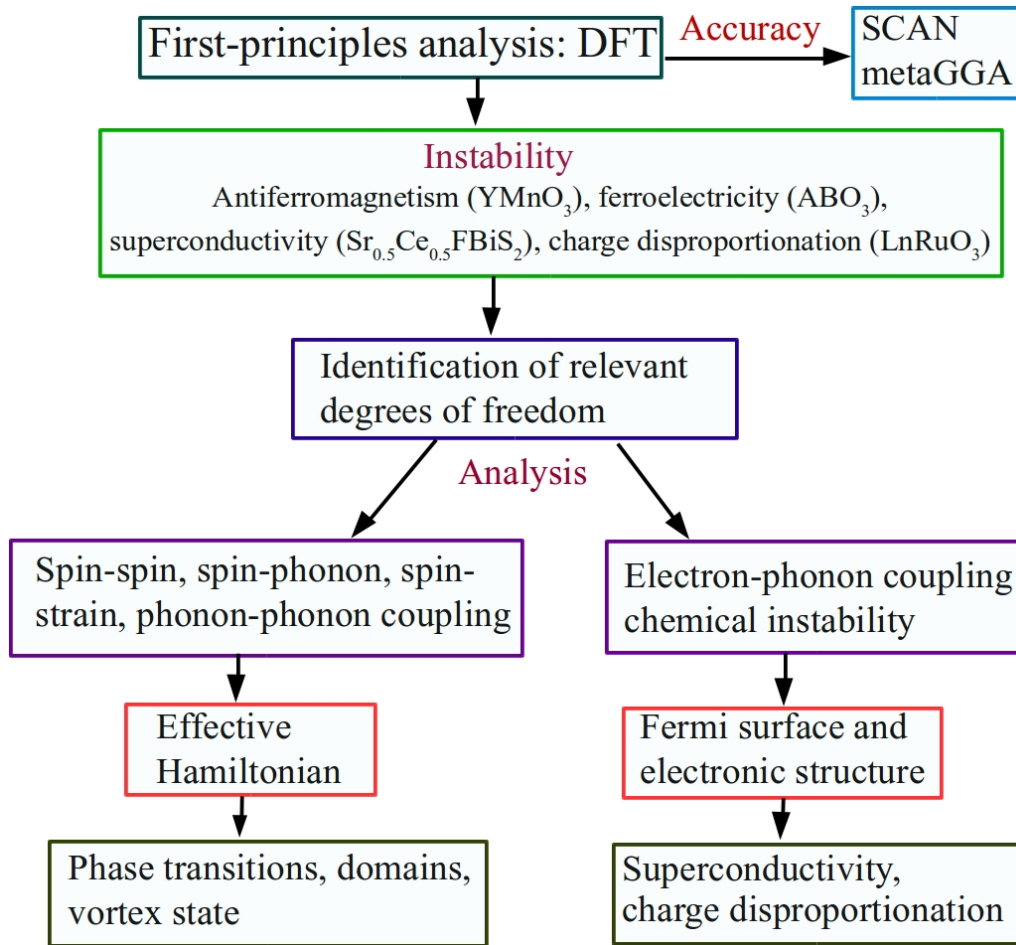 First-principles analysis: DFT
Accuracy
SCAN
metaGGA
Instability
Antiferromagnetism (YMnO₃), ferroelectricity (ABO₃),
superconductivity (Sr₀.₅Ce₀.₅FBiS₂), charge disproportionation (LnRuO₃)
Identification of relevant
degrees of freedom
Analysis
Spin-spin, spin-phonon, spin-
strain, phonon-phonon coupling
Electron-phonon coupling
chemical instability
Effective
Hamiltonian
Fermi surface and
electronic structure
Phase transitions, domains,
vortex state
Superconductivity,
charge disproportionation